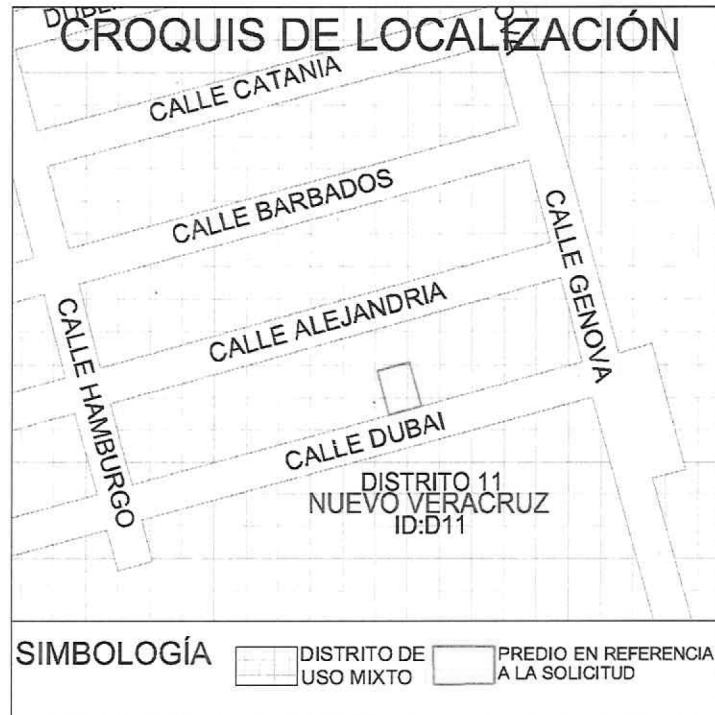 CROQUIS DE LOCALIZACIÓN
CALLE CATANIA
CALLE BARBADOS
CALLE ALEJANDRIA
CALLE GENOVA
CALLE HAMBURGO
CALLE DUBAI
DISTRITO 11
NUEVO VERACRUZ
ID:D11
SIMBOLOGÍA
DISTRITO DE
USO MIXTO
PREDIO EN REFERENCIA
A LA SOLICITUD